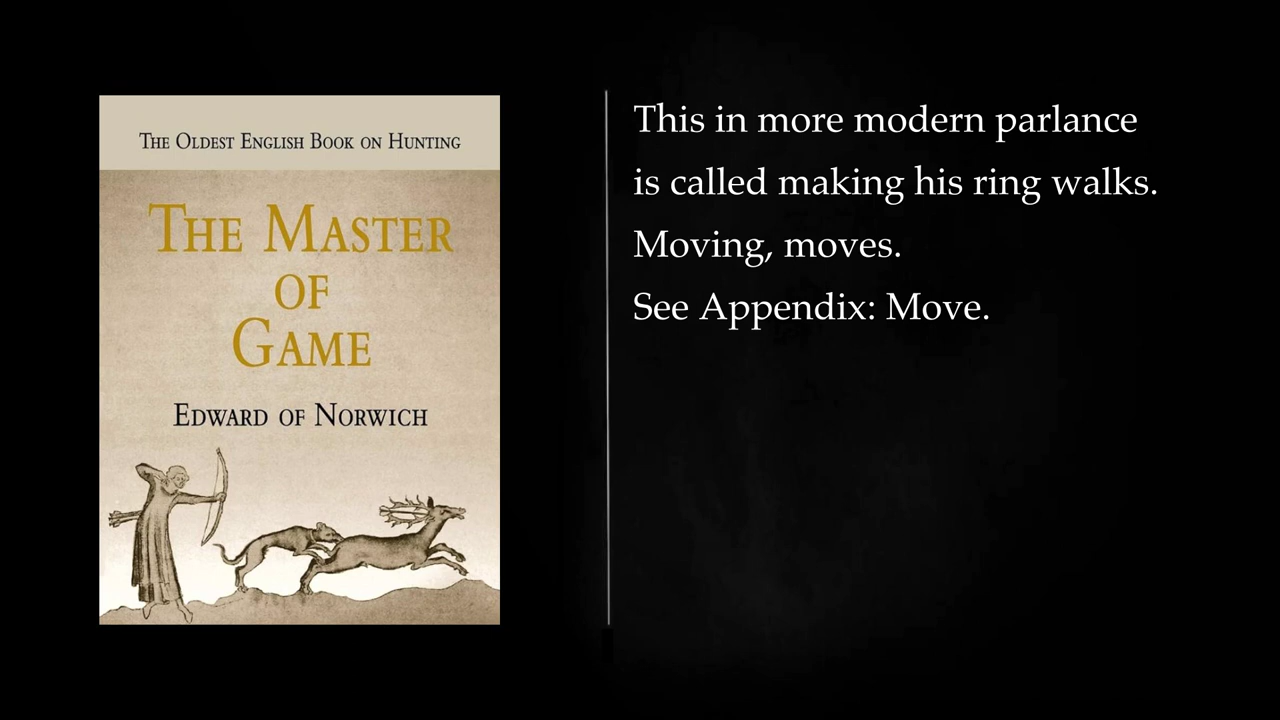 The Oldest English Book on Hunting
The Master
of
Game
Edward of Norwich
This in more modern parlance
is called making his ring walks.
Moving, moves.
See Appendix: Move.